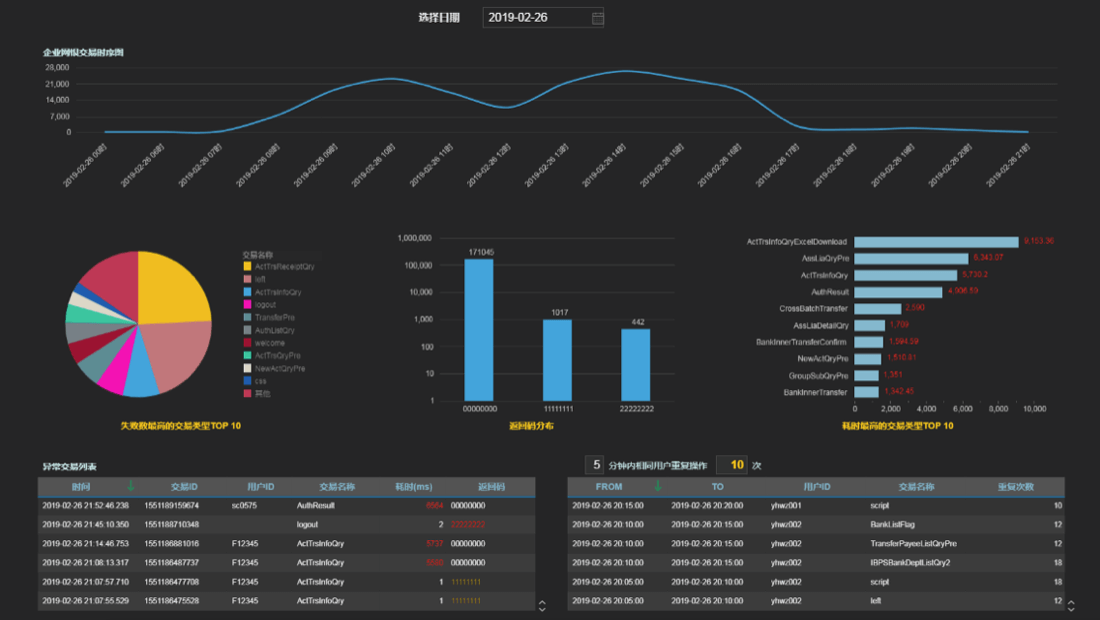 选择日期 2019-02-26
企业网银交易时序图
28,000
21,000
14,000
7,000
0
2019-02-26 00时 2019-02-26 06时 2019-02-26 07时 2019-02-26 08时 2019-02-26 09时 2019-02-26 10时 2019-02-26 11时 2019-02-26 12时 2019-02-26 13时 2019-02-26 14时 2019-02-26 15时 2019-02-26 16时 2019-02-26 17时 2019-02-26 18时 2019-02-26 19时 2019-02-26 20时 2019-02-26 21时
交易名称
ActTrsReceiptQry
left
ActTrsInfoQry
logout
TransferPre
AuthListQry
welcome
ActTrsQryPre
NewActQryPre
css
其他
失败数最高的交易类型TOP 10
1,000,000
100,000
10,000
1,000
100
10
1
171045
1017
442
00000000 11111111 22222222
返回码分布
ActTrsInfoQryExcelDownload 9,153.36
AssLiaQryPre 6,343.07
ActTrsInfoQry 5,730.2
AuthResult 4,906.59
CrossBatchTransfer 2,590
AssLiaDetailQry 1,709
BankInnerTransferConfirm 1,594.59
NewActQryPre 1,510.81
GroupSubQryPre 1,351
BankInnerTransfer 1,342.45
0 2,000 4,000 6,000 8,000 10,000
耗时最高的交易类型TOP 10
异常交易列表
时间 交易ID 用户ID 交易名称 耗时(ms) 返回码
2019-02-26 21:52:46.238 1551189159674 sc0575 AuthResult 6564 00000000
2019-02-26 21:45:10.350 1551188710348 logout 2 22222222
2019-02-26 21:14:46.753 1551186881016 F12345 ActTrsInfoQry 5737 00000000
2019-02-26 21:08:13.317 1551186487737 F12345 ActTrsInfoQry 00000000
2019-02-26 21:07:57.710 1551186477708 F12345 ActTrsInfoQry 1 11111111
2019-02-26 21:07:55.529 1551186475528 F12345 ActTrsInfoQry 1 11111111
5 分钟内相同用户重复操作 10 次
FROM TO 用户ID 交易名称 重复次数
2019-02-26 20:15:00 2019-02-26 20:20:00 yhwz001 script 10
2019-02-26 20:10:00 2019-02-26 20:15:00 yhwz002 BankListFlag 12
2019-02-26 20:10:00 2019-02-26 20:15:00 yhwz002 TransferPayeeListQryPre 12
2019-02-26 20:10:00 2019-02-26 20:15:00 yhwz002 IBPSBankDeptListQry2 18
2019-02-26 20:05:00 2019-02-26 20:10:00 yhwz002 script 18
2019-02-26 20:05:00 2019-02-26 20:10:00 yhwz002 left 12